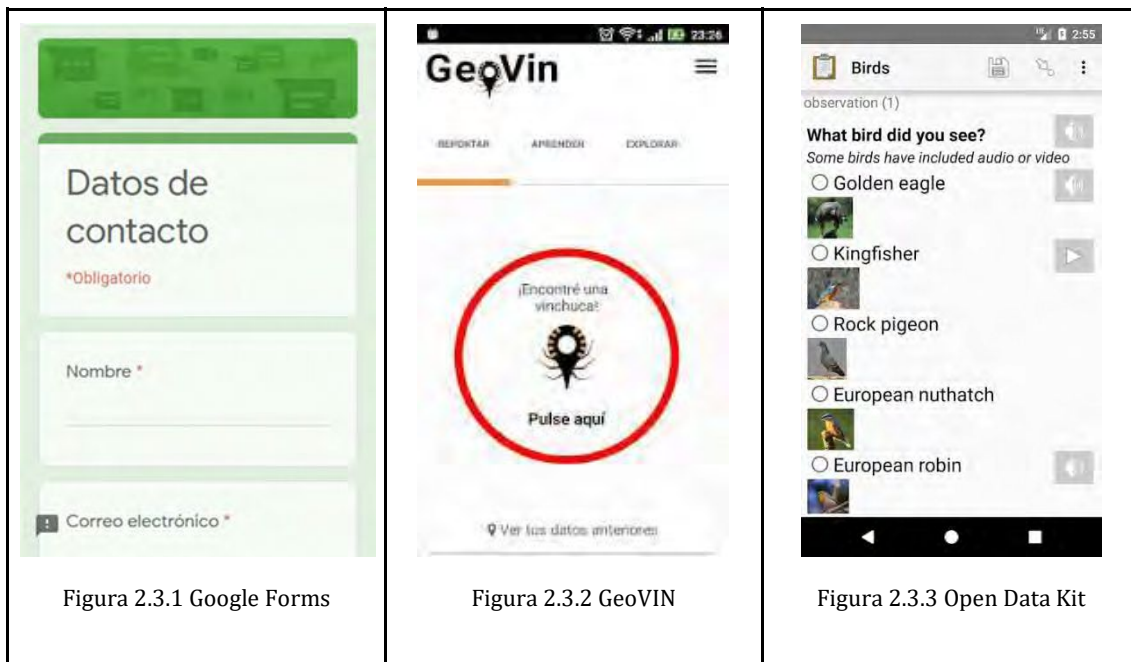 Datos de
contacto
*Obligatorio
Nombre *
Correo electrónico *
Figura 2.3.1 Google Forms
23:26
GeoVin
REPORTAR APRENDER EXPLORAR
¡Encontré una
vinchuca!
Pulse aquí
Ver tus datos anteriores
Figura 2.3.2 GeoVIN
2:55
Birds
observation (1)
What bird did you see?
Some birds have included audio or video
Golden eagle
Kingfisher
Rock pigeon
European nuthatch
European robin
Figura 2.3.3 Open Data Kit